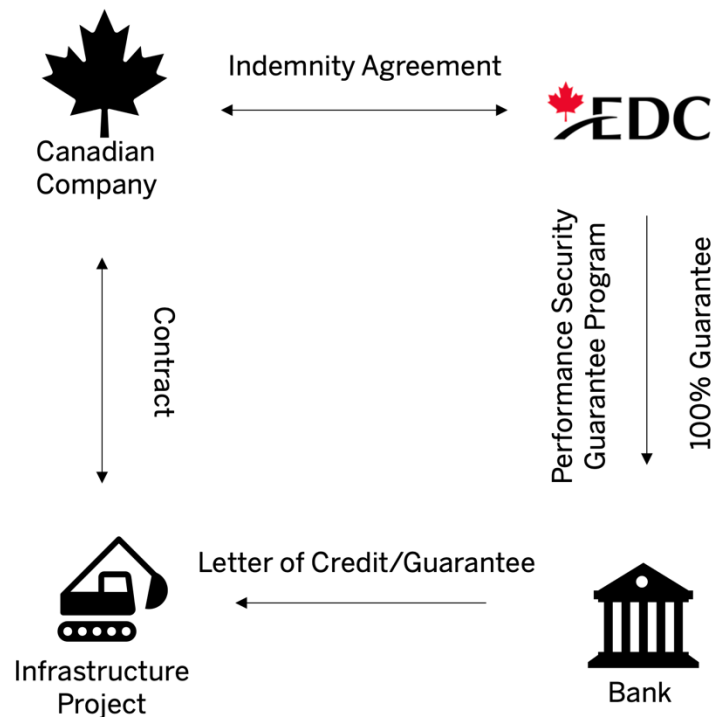 Indemnity Agreement
EDC
Canadian
Company
Contract
Performance Security
Guarantee Program
100% Guarantee
Letter of Credit/Guarantee
Infrastructure
Project
Bank